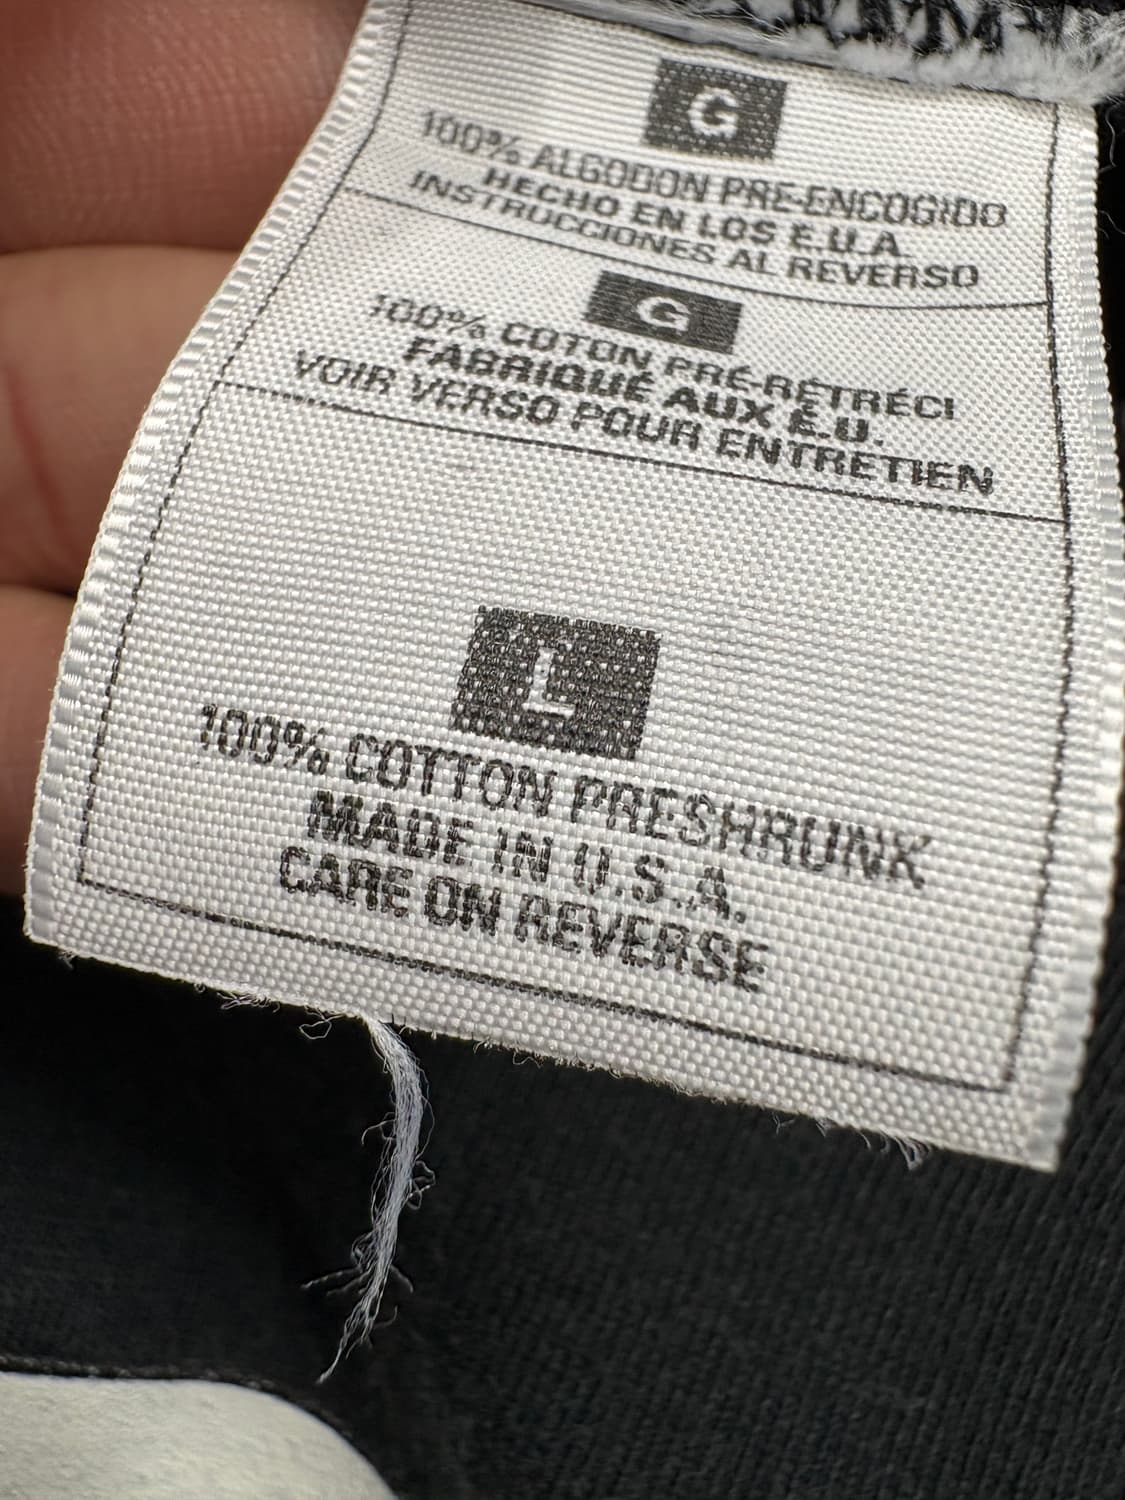 G
100% ALGODON PRE-ENCOGIDO
HECHO EN LOS E.U.A.
INSTRUCCIONES AL REVERSO
G
100% COTON PRÉ-RÉTRÉCI
FABRIQUÉ AUX É.U.
VOIR VERSO POUR ENTRETIEN
L
100% COTTON PRESHRUNK
MADE IN U.S.A.
CARE ON REVERSE